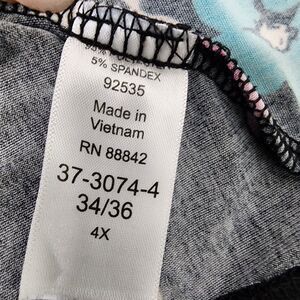 5% SPANDEX
92535
Made in
Vietnam
RN 88842
37-3074-4
34/36
4X